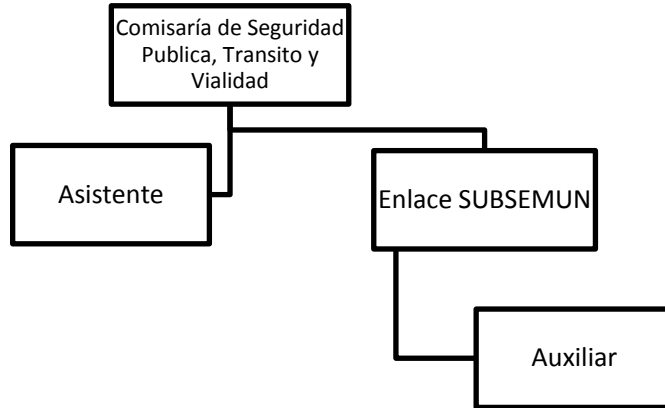 Comisaría de Seguridad
Publica, Transito y
Vialidad
Asistente
Enlace SUBSEMUN
Auxiliar